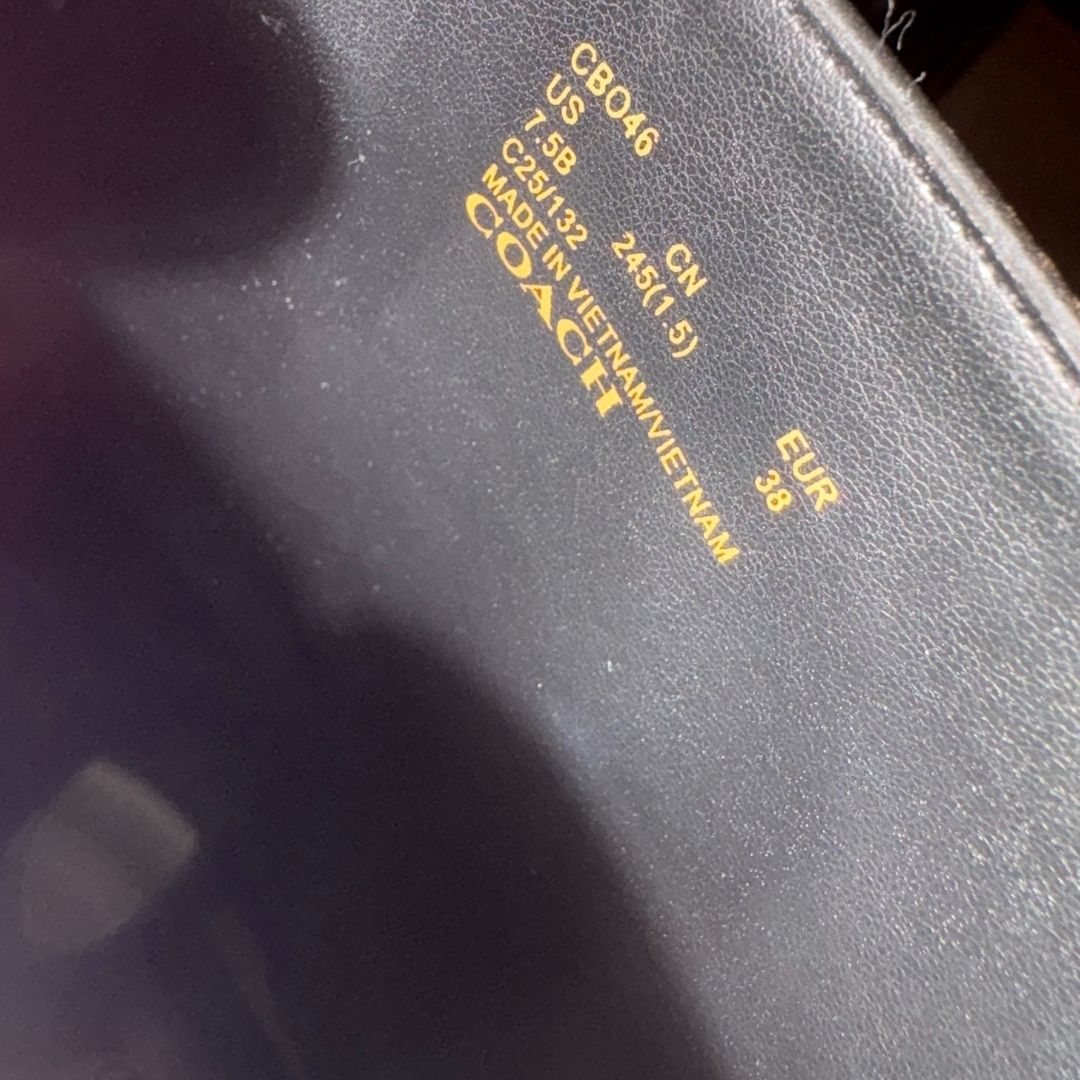 CBO46
US CN EUR
7.5B 245(1.5) 38
C25/132
MADE IN VIETNAM/VIETNAM
COACH